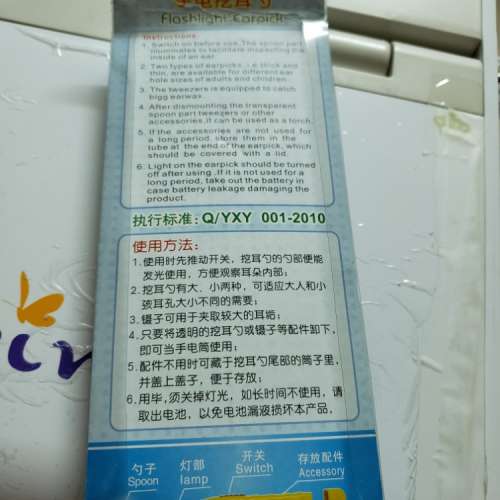 手电挖耳勺
Flashlight Earpick
Instructions:
1. Switch on before use,The spoon part
illuminates to facilitate inspecting the
inside of an ear.
2. Two types of earpicks, i.e thick and
thin, are available for different ear
hole sizes of adults and children.
3. The tweezers is equipped to catch
bigg earwax.
4. After dismounting the transparent
spoon part tweezers or other
accessories,it can be used as a torch.
5. If the accessories are not used for
a long period, store them in the
tube at the end of the earpick, which
should be covered with a lid.
6. Light on the earpick should be turned
off after using .If it is not used for a
long period, take out the battery in
case battery leakage damaging the
product.
执行标准: Q/YXY 001-2010
使用方法:
1.使用时先推动开关，挖耳勺的勺部便能
发光使用，方便观察耳朵内部；
2.挖耳勺有大、小两种，可适应大人和小
孩耳孔大小不同的需要；
3.镊子可用于夹取较大的耳垢；
4.只要将透明的挖耳勺或镊子等配件卸下，
即可当手电筒使用；
5.配件不用时可藏于挖耳勺尾部的筒子里，
并盖上盖子，便于存放；
6.用毕,须关掉灯光，如长时间不使用，请
取出电池，以免电池漏液损坏本产品，
勺子 灯部 开关 存放配件
Spoon lamp Switch Accessory